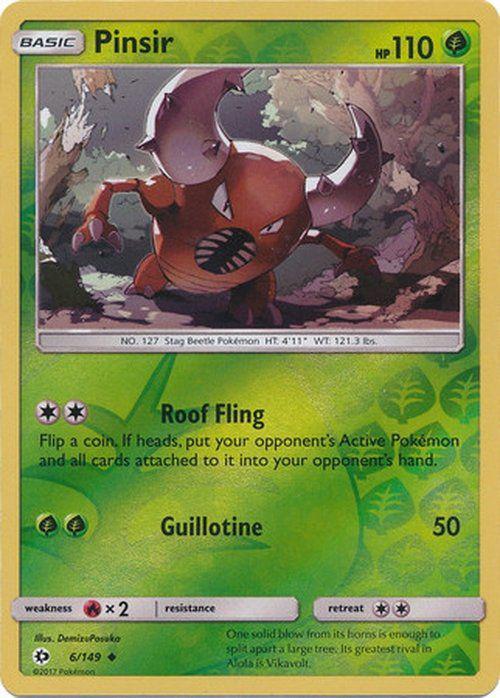 BASIC Pinsir HP 110
NO. 127 Stag Beetle Pokémon HT: 4'11" WT: 121.3 lbs.
Roof Fling
Flip a coin. If heads, put your opponent's Active Pokémon
and all cards attached to it into your opponent's hand.
Guillotine 50
weakness ×2 resistance retreat
Illus. DemizuPosuka
6/149
©2017 Pokémon
One solid blow from its horns is enough to
split apart a large tree. Its greatest rival in
Alola is Vikavolt.